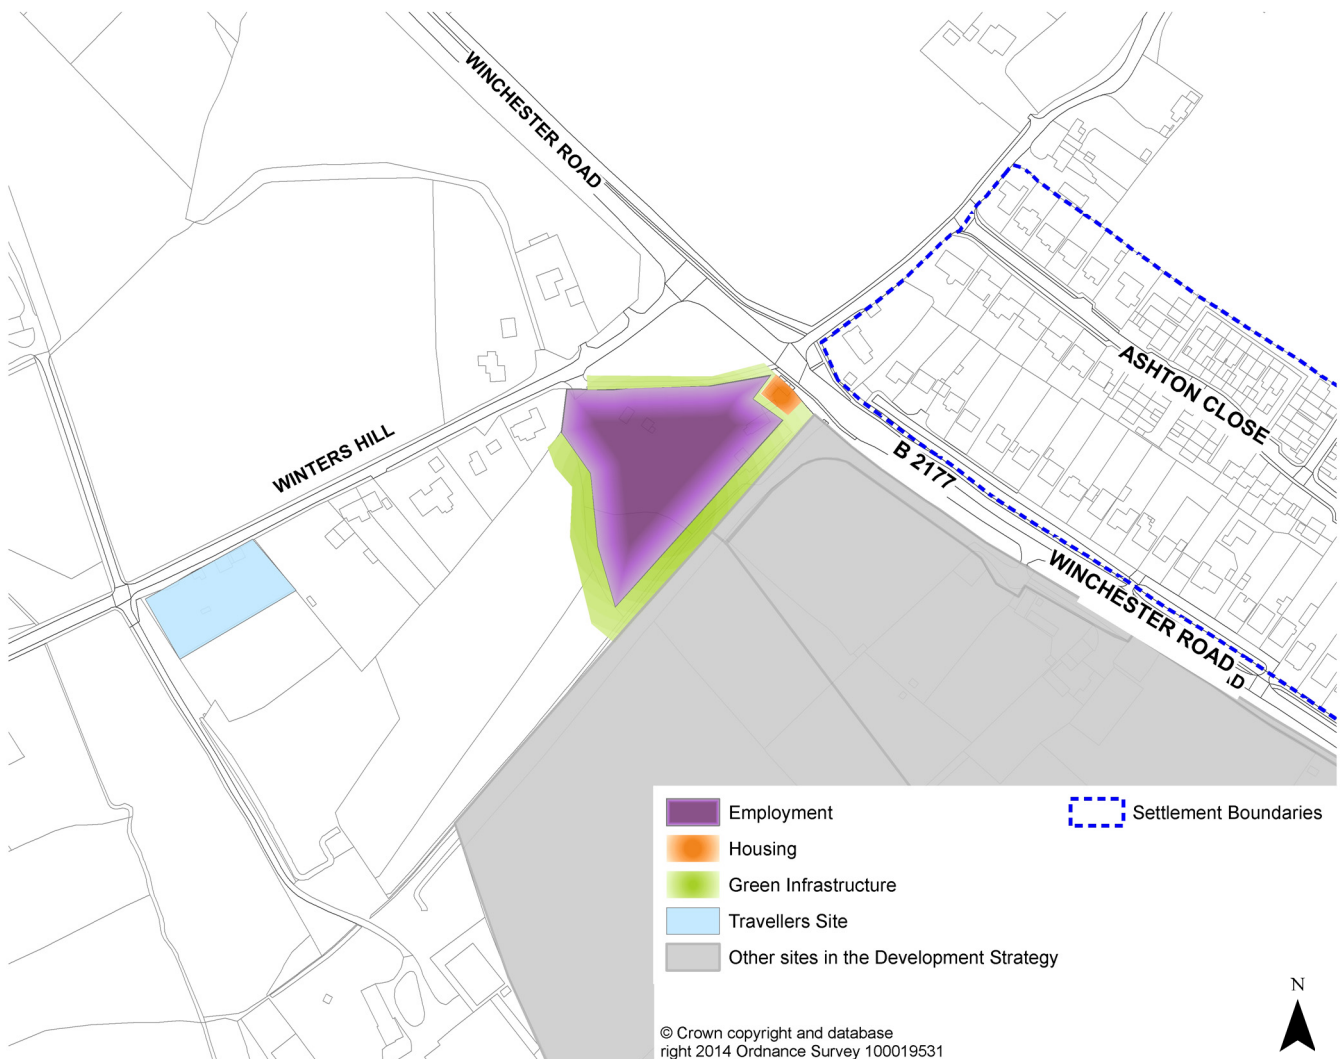 WINCHESTER ROAD
ASHTON CLOSE
WINTERS HILL
B 2177
WINCHESTER ROAD
D
Employment
Settlement Boundaries
Housing
Green Infrastructure
Travellers Site
Other sites in the Development Strategy
N
© Crown copyright and database
right 2014 Ordnance Survey 100019531